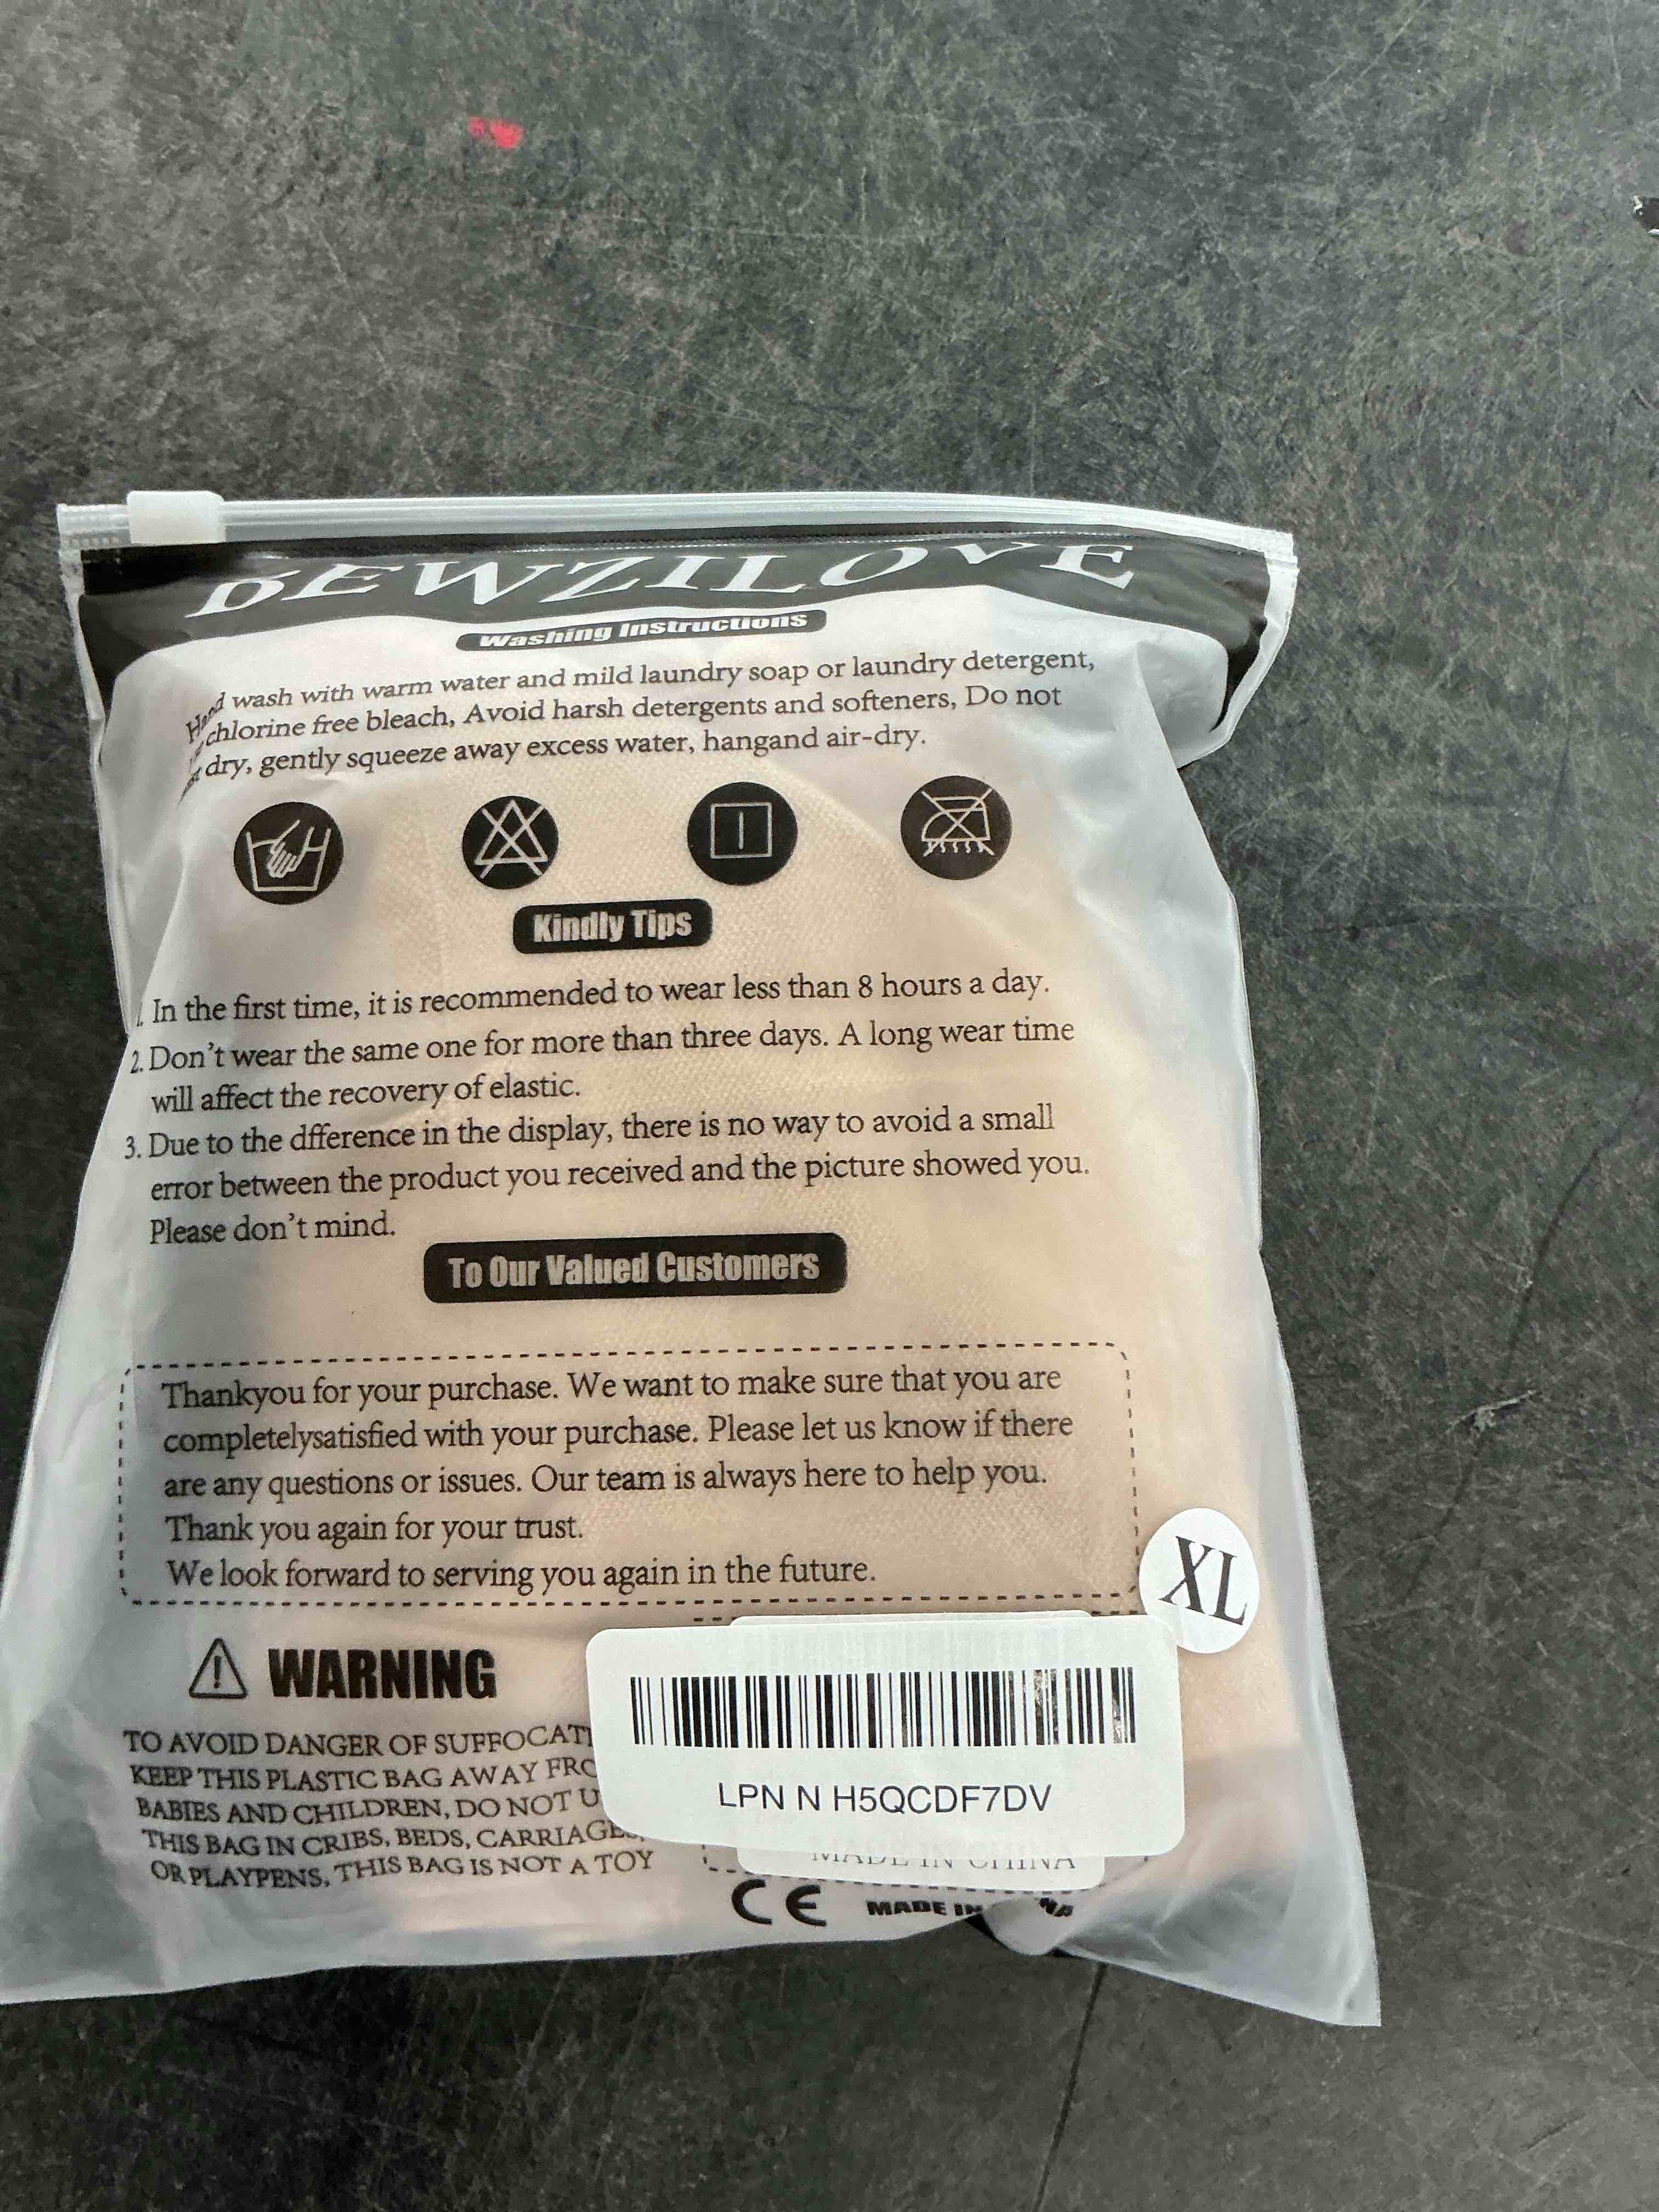 DEWZILOVE
Washing Instructions
Hand wash with warm water and mild laundry soap or laundry detergent,
chlorine free bleach, Avoid harsh detergents and softeners, Do not
dry, gently squeeze away excess water, hangand air-dry.
Kindly Tips
1. In the first time, it is recommended to wear less than 8 hours a day.
2. Don't wear the same one for more than three days. A long wear time
will affect the recovery of elastic.
3. Due to the dfference in the display, there is no way to avoid a small
error between the product you received and the picture showed you.
Please don't mind.
To Our Valued Customers
Thankyou for your purchase. We want to make sure that you are
completelysatisfied with your purchase. Please let us know if there
are any questions or issues. Our team is always here to help you.
Thank you again for your trust.
We look forward to serving you again in the future.
XL
WARNING
TO AVOID DANGER OF
KEEP THIS PLASTIC BAG AWAY
BABIES AND CHILDREN, DO NOT
THIS BAG IN CRIBS, BEDS,
OR PLAYPENS, THIS BAG IS NOT A TOY
LPN N H5QCDF7DV
MADE IN CHINA
CE MADE